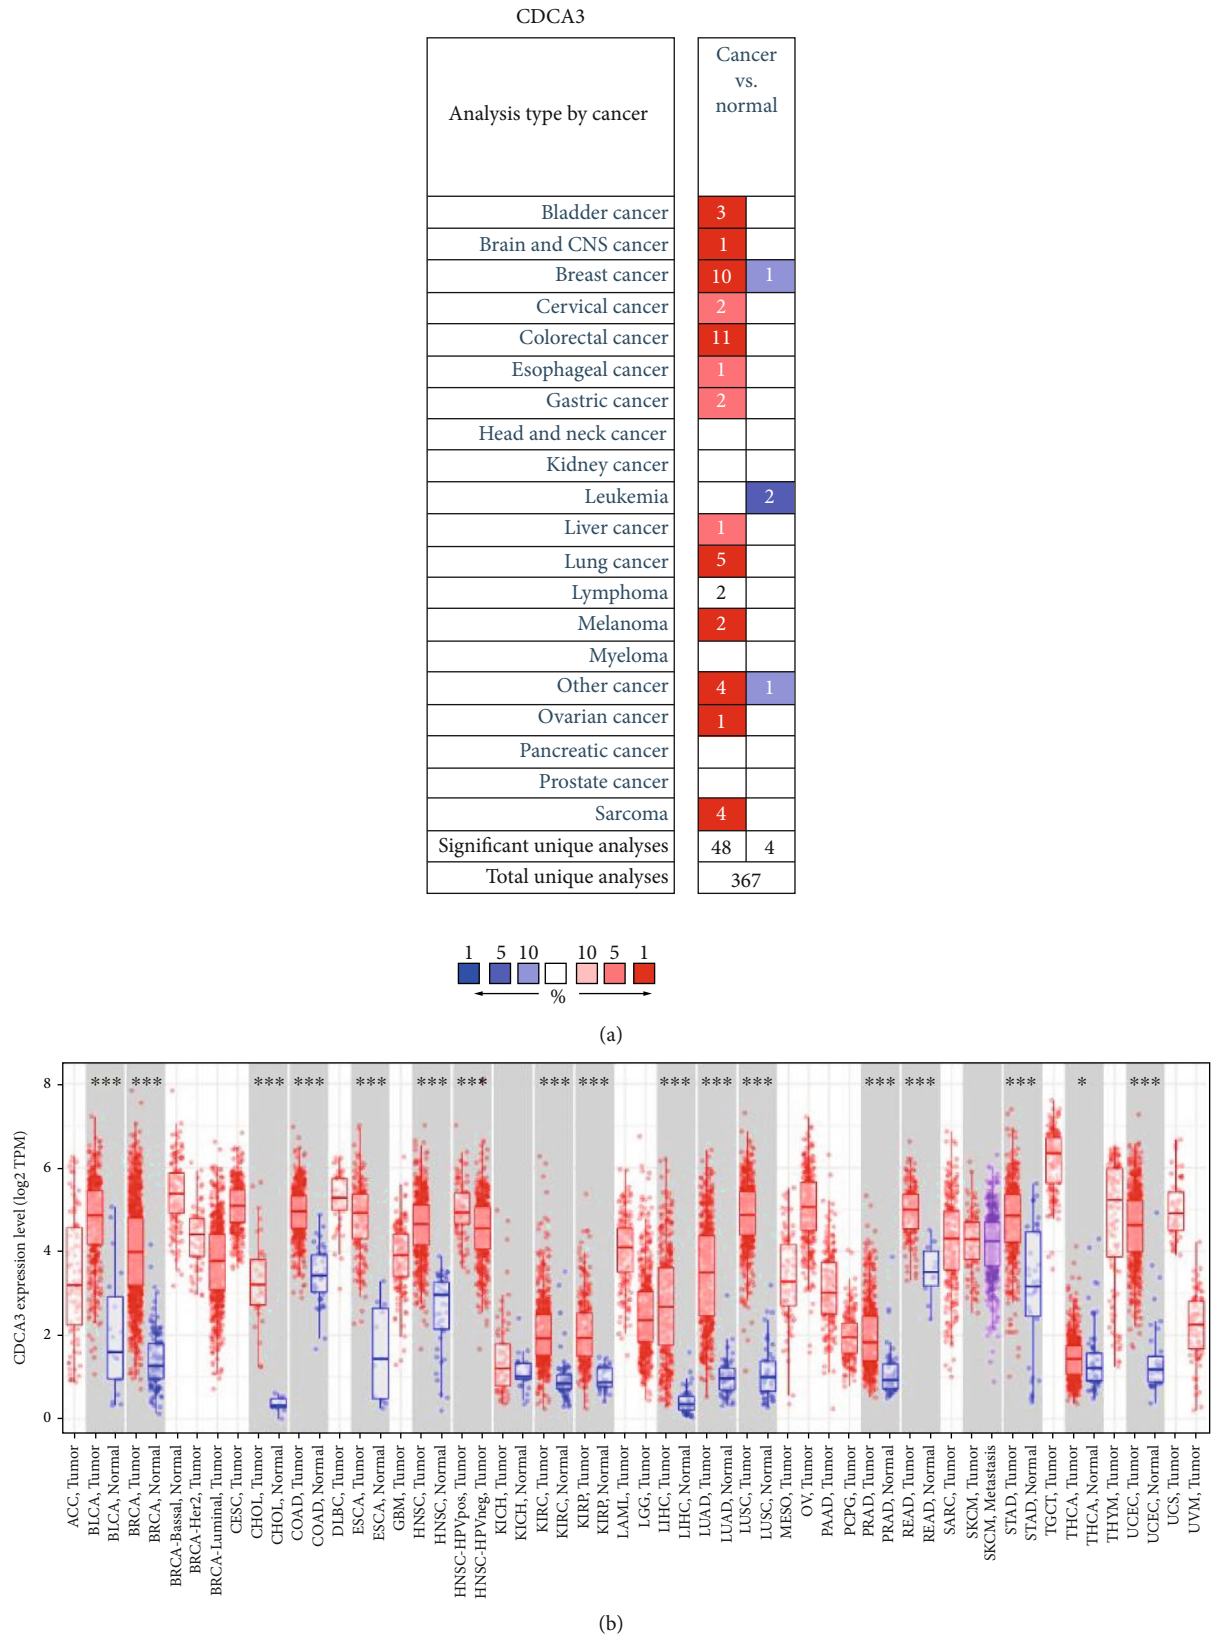 CDCA3
Analysis type by cancer
Cancer
vs.
normal
Bladder cancer 3
Brain and CNS cancer 1
Breast cancer 10 1
Cervical cancer 2
Colorectal cancer 11
Esophageal cancer 1
Gastric cancer 2
Head and neck cancer
Kidney cancer
Leukemia 2
Liver cancer 1
Lung cancer 5
Lymphoma 2
Melanoma 2
Myeloma
Other cancer 4 1
Ovarian cancer 1
Pancreatic cancer
Prostate cancer
Sarcoma 4
Significant unique analyses 48 4
Total unique analyses 367
1 5 10 10 5 1
%
(a)
CDCA3 expression level (log2 TPM)
8
6
4
2
0
*** *** *** *** *** *** *** *** *** *** *** *** *** *** *** * ***
ACC, Tumor
BLCA, Tumor
BLCA, Normal
BRCA, Tumor
BRCA, Normal
BRCA-Basal, Normal
BRCA-Her2, Tumor
BRCA-Luminal, Tumor
CESC, Tumor
CHOL, Tumor
CHOL, Normal
COAD, Tumor
COAD, Normal
DLBC, Tumor
ESCA, Tumor
ESCA, Normal
GBM, Tumor
HNSC, Tumor
HNSC, Normal
HNSC-HPVpos, Tumor
HNSC-HPVneg, Tumor
KICH, Tumor
KICH, Normal
KIRC, Tumor
KIRC, Normal
KIRP, Tumor
KIRP, Normal
LAML, Tumor
LGG, Tumor
LIHC, Tumor
LIHC, Normal
LUAD, Tumor
LUAD, Normal
LUSC, Tumor
LUSC, Normal
MESO, Tumor
OV, Tumor
PAAD, Tumor
PCPG, Tumor
PRAD, Tumor
PRAD, Normal
READ, Tumor
READ, Normal
SARC, Tumor
SKCM, Tumor
SKCM, Metastasis
STAD, Tumor
STAD, Normal
TGCT, Tumor
THCA, Tumor
THCA, Normal
THYM, Tumor
UCEC, Tumor
UCEC, Normal
UCS, Tumor
UVM, Tumor
(b)